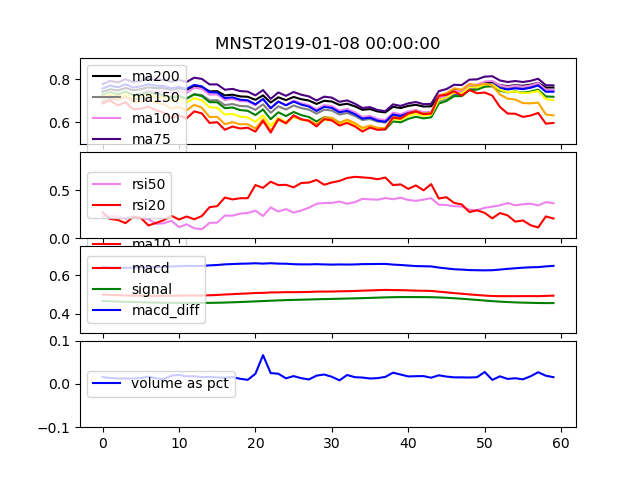 MNST2019-01-08 00:00:00
0.8
0.6
ma200
ma150
ma100
ma75
0.5
0.0
rsi50
rsi20
ma10
0.6
0.4
macd
signal
macd_diff
0.1
0.0
−0.1
volume as pct
0 10 20 30 40 50 60